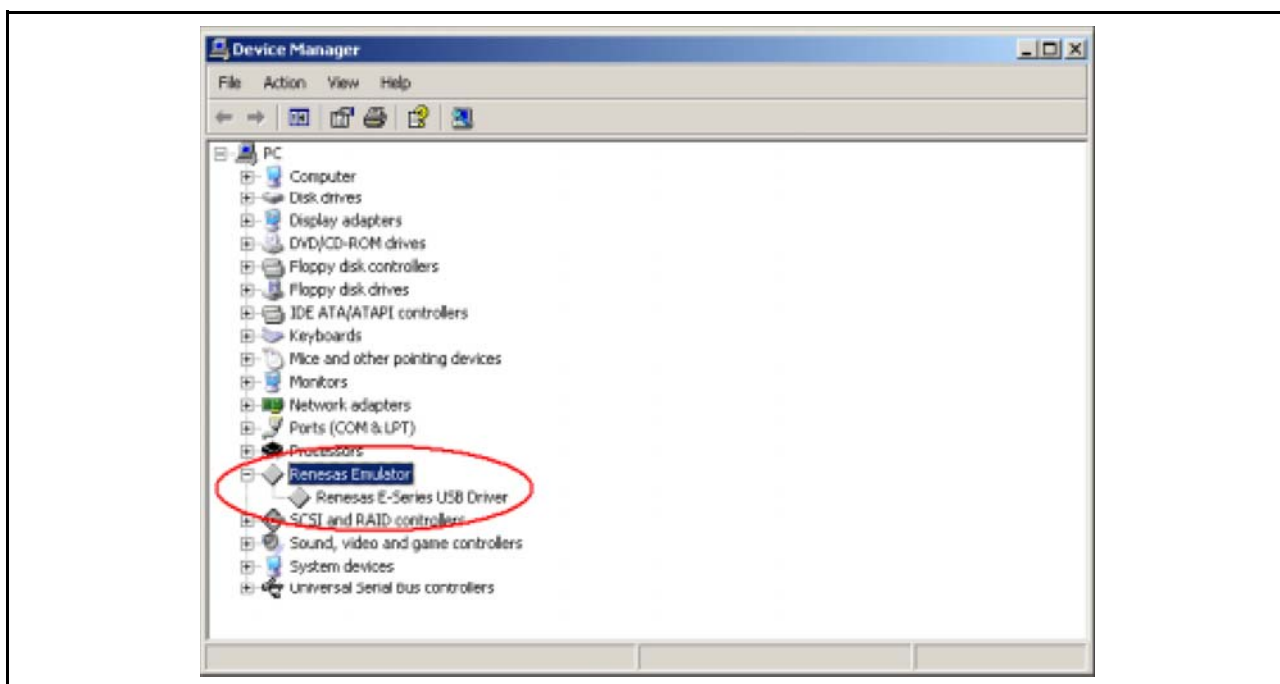 Device Manager
File Action View Help
PC
Computer
Disk drives
Display adapters
DVD/CD-ROM drives
Floppy disk controllers
Floppy disk drives
IDE ATA/ATAPI controllers
Keyboards
Mice and other pointing devices
Monitors
Network adapters
Ports (COM & LPT)
Processors
Renesas Emulator
Renesas E-Series USB Driver
SCSI and RAID controllers
Sound, video and game controllers
System devices
Universal Serial Bus controllers